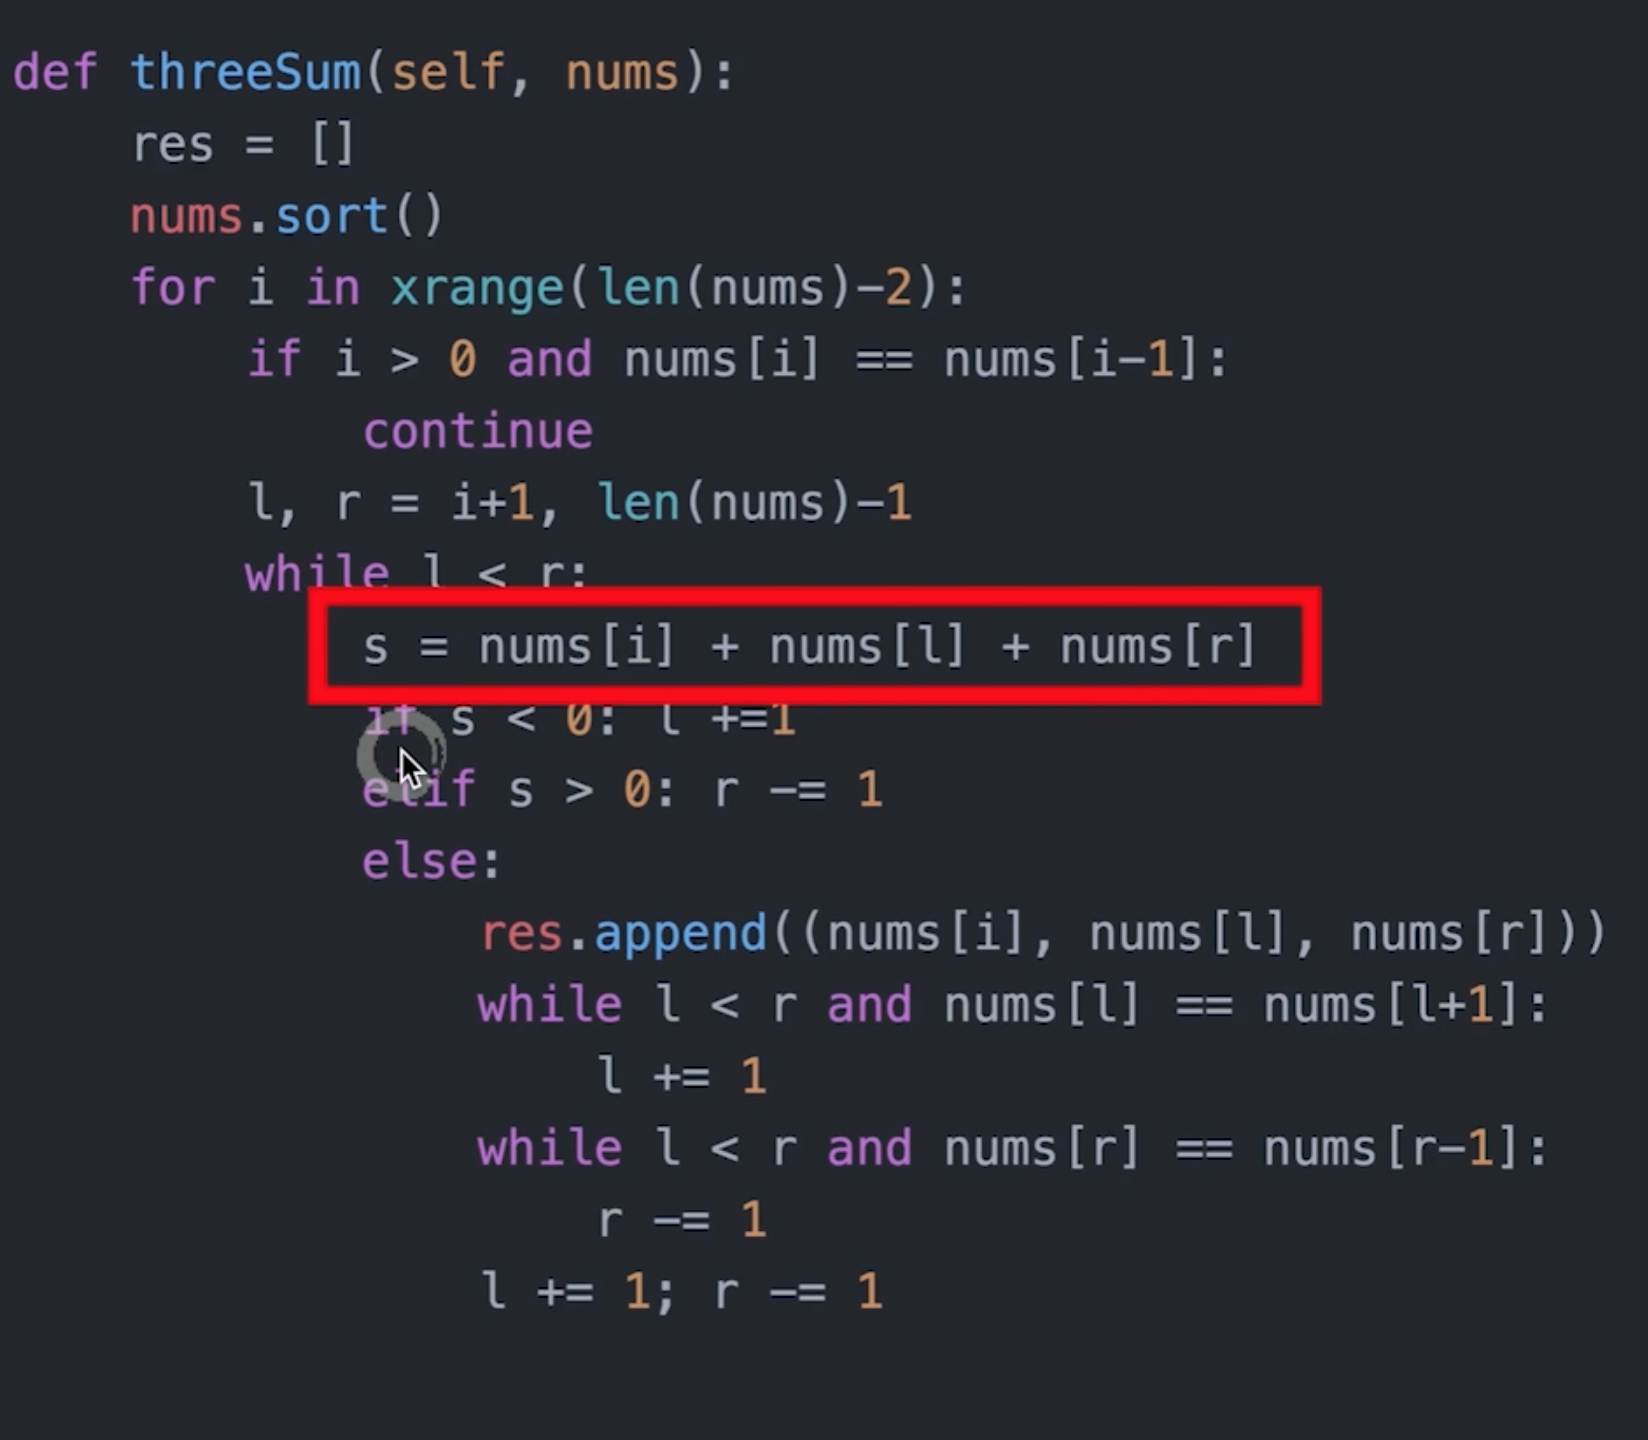 def threeSum(self, nums):
    res = []
    nums.sort()
    for i in xrange(len(nums)-2):
        if i > 0 and nums[i] == nums[i-1]:
            continue
        l, r = i+1, len(nums)-1
        while l < r:
            s = nums[i] + nums[l] + nums[r]
            if s < 0: l +=1
            elif s > 0: r -= 1
            else:
                res.append((nums[i], nums[l], nums[r]))
                while l < r and nums[l] == nums[l+1]:
                    l += 1
                while l < r and nums[r] == nums[r-1]:
                    r -= 1
                l += 1; r -= 1